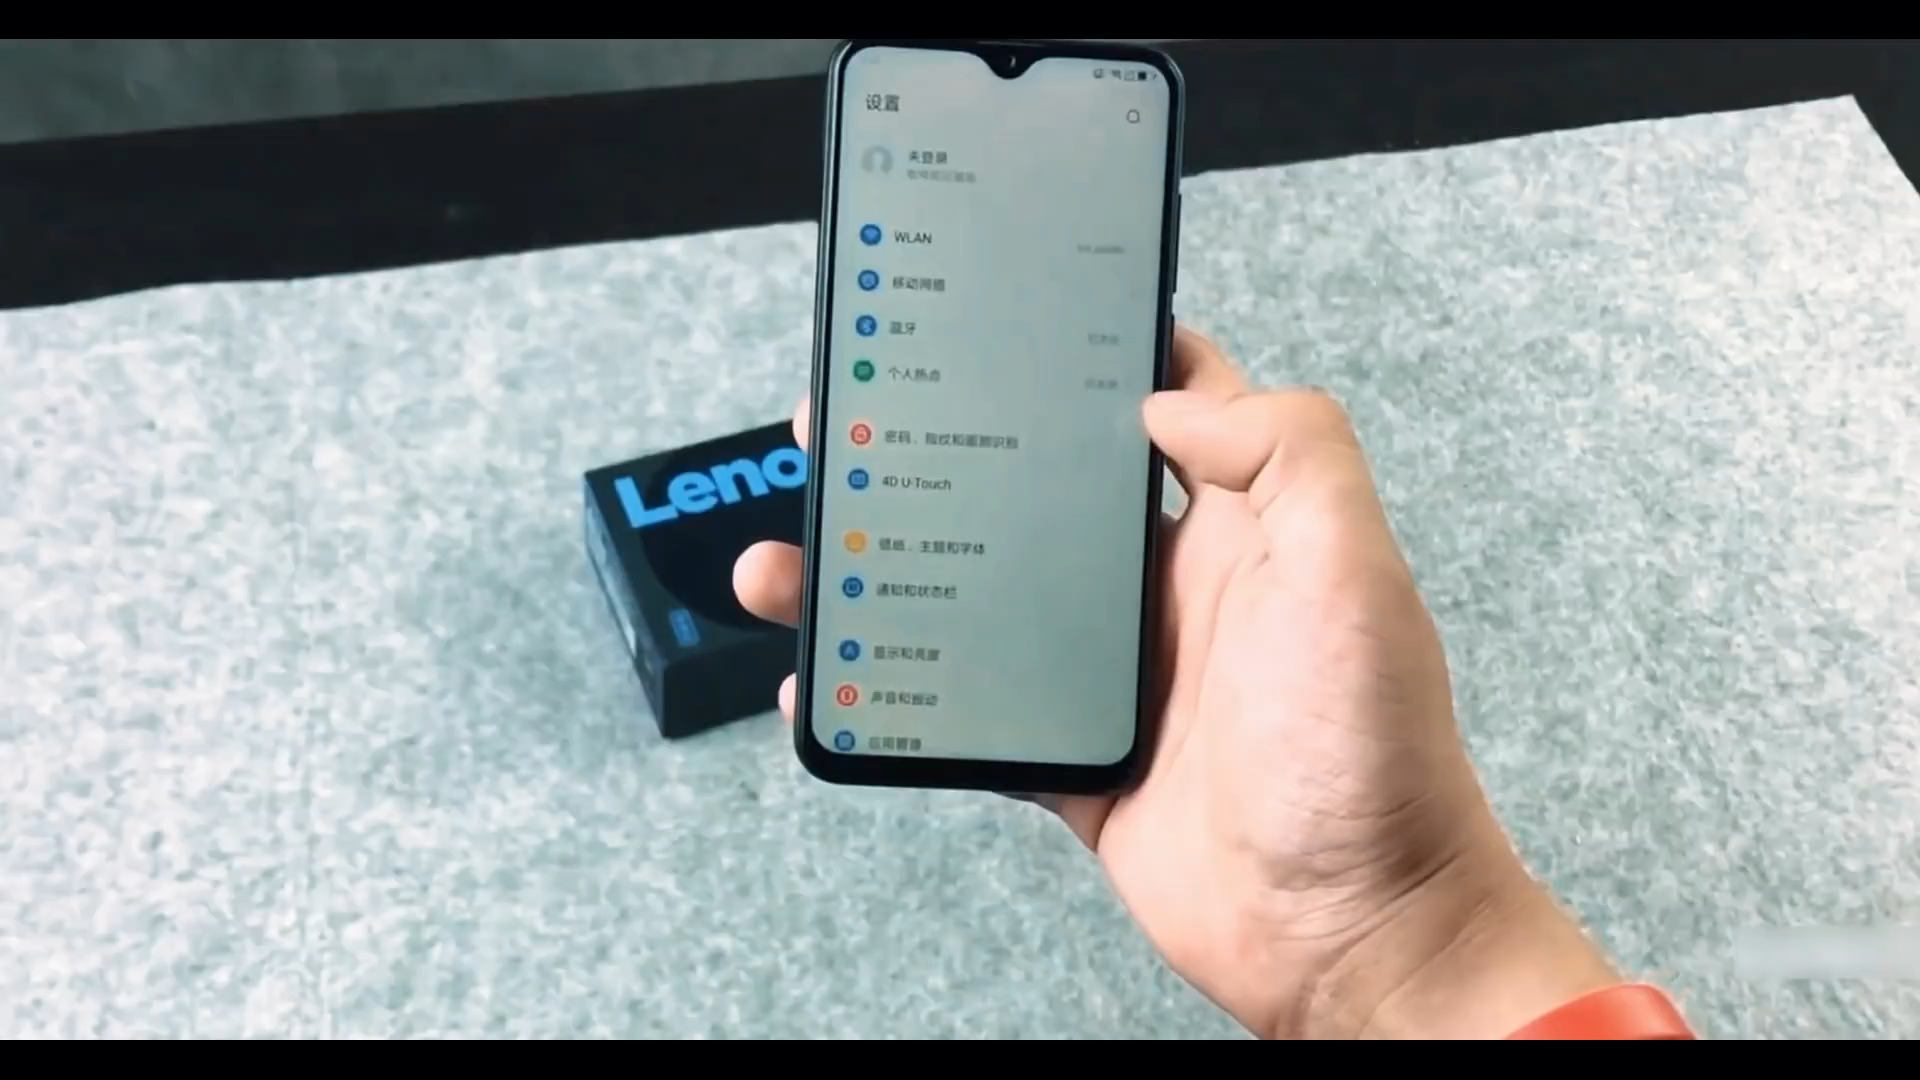 设置
未登录
WLAN
移动网络
蓝牙
个人热点
密码、指纹和面部识别
4D U-Touch
壁纸、主题和字体
通知和状态栏
显示和亮度
声音和振动
应用管理
Leno